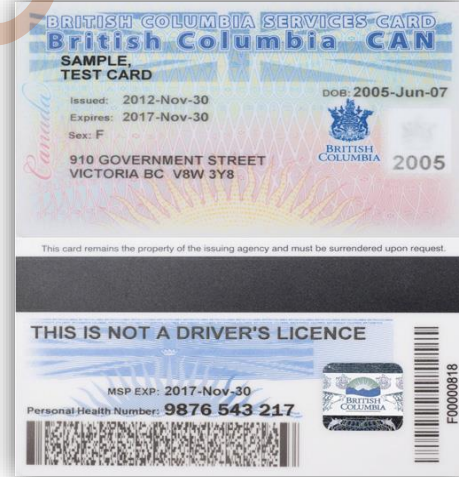 BRITISH COLUMBIA SERVICES CARD
British Columbia CAN
SAMPLE,
TEST CARD
DOB: 2005-Jun-07
Issued: 2012-Nov-30
Expires: 2017-Nov-30
Sex: F
Canada
BRITISH
COLUMBIA
2005
910 GOVERNMENT STREET
VICTORIA BC V8W 3Y8
This card remains the property of the issuing agency and must be surrendered upon request.
THIS IS NOT A DRIVER'S LICENCE
MSP EXP: 2017-Nov-30
Personal Health Number: 9876 543 217
BRITISH
COLUMBIA
F00000818